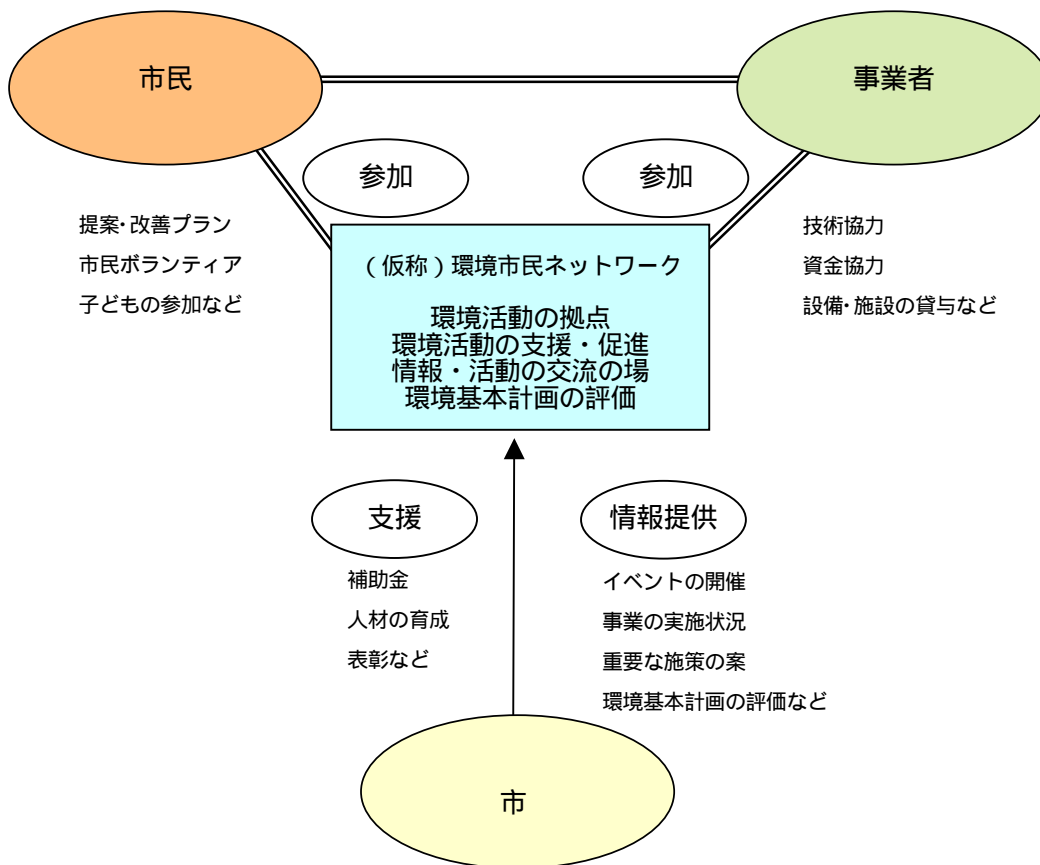 市民
事業者
参加
参加
提案・改善プラン
市民ボランティア
子どもの参加など
技術協力
資金協力
設備・施設の貸与など
（仮称）環境市民ネットワーク
環境活動の拠点
環境活動の支援・促進
情報・活動の交流の場
環境基本計画の評価
支援
情報提供
補助金
人材の育成
表彰など
イベントの開催
事業の実施状況
重要な施策の案
環境基本計画の評価など
市